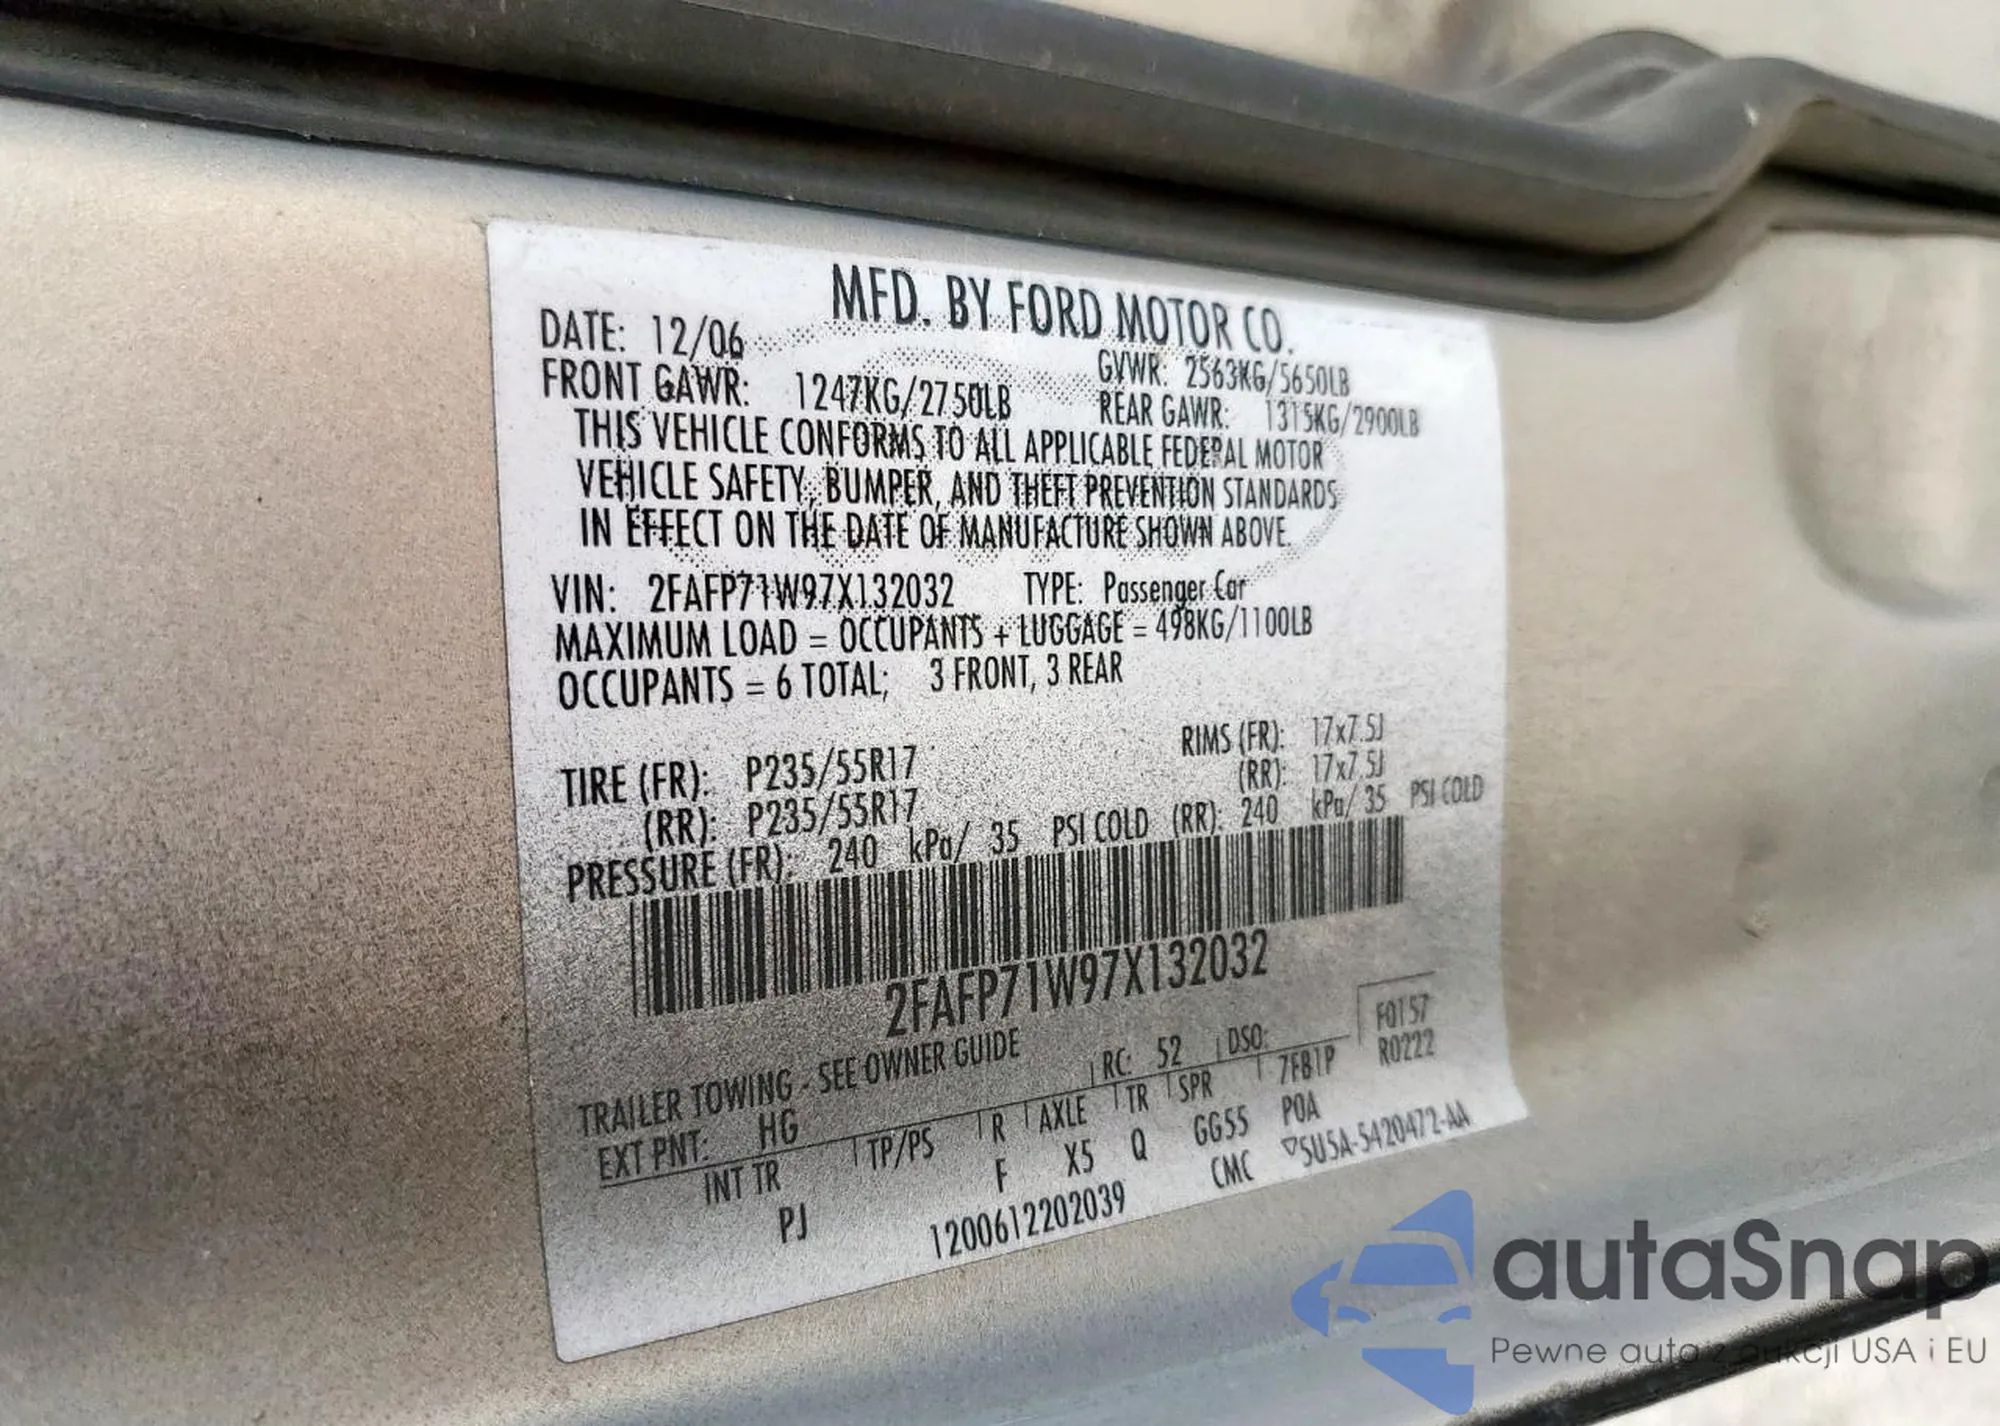 MFD. BY FORD MOTOR CO.
DATE: 12/06
GVWR: 2563KG/5650LB
FRONT GAWR: 1247KG/2750LB
REAR GAWR: 1315KG/2900LB
THIS VEHICLE CONFORMS TO ALL APPLICABLE FEDERAL MOTOR
VEHICLE SAFETY, BUMPER, AND THEFT PREVENTION STANDARDS
IN EFFECT ON THE DATE OF MANUFACTURE SHOWN ABOVE.
VIN: 2FAFP71W97X132032 TYPE: Passenger Car
MAXIMUM LOAD = OCCUPANTS + LUGGAGE = 498KG/1100LB
OCCUPANTS = 6 TOTAL; 3 FRONT, 3 REAR
TIRE (FR): P235/55R17 RIMS (FR): 17x7.5J
(RR): P235/55R17 (RR): 17x7.5J
PRESSURE (FR): 240 kPa/ 35 PSI COLD (RR): 240 kPa/ 35 PSI COLD
2FAFP71W97X132032
TRAILER TOWING - SEE OWNER GUIDE
F0157
R0222
EXT PNT: HG RC: 52 DSO:
INT TR TP/PS R AXLE TR SPR 7FB1P
PJ F X5 Q GG55 POA
1200612202039 CMC ▽5U5A-5420472-AA
autaSnap
Pewne auta z aukcji USA i EU